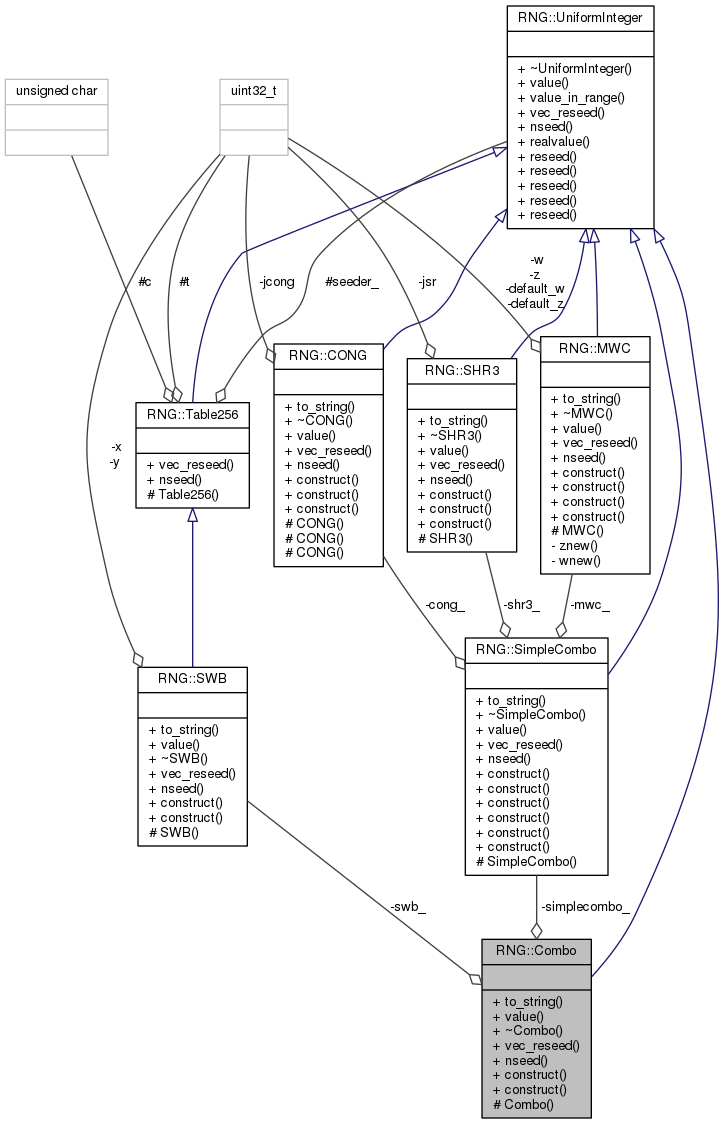 RNG::UniformInteger
+ ~UniformInteger()
+ value()
+ value_in_range()
+ vec_reseed()
+ nseed()
+ realvalue()
+ reseed()
+ reseed()
+ reseed()
+ reseed()
+ reseed()
unsigned char
uint32_t
#c
#t
-jcong
#seeder_
-jsr
-w
-z
-default_w
-default_z
-x
-y
RNG::Table256
+ vec_reseed()
+ nseed()
# Table256()
RNG::CONG
+ to_string()
+ ~CONG()
+ value()
+ vec_reseed()
+ nseed()
+ construct()
+ construct()
+ construct()
# CONG()
# CONG()
# CONG()
RNG::SHR3
+ to_string()
+ ~SHR3()
+ value()
+ vec_reseed()
+ nseed()
+ construct()
+ construct()
+ construct()
# SHR3()
RNG::MWC
+ to_string()
+ ~MWC()
+ value()
+ vec_reseed()
+ nseed()
+ construct()
+ construct()
+ construct()
+ construct()
# MWC()
- znew()
- wnew()
-cong_
-shr3_
-mwc_
RNG::SWB
+ to_string()
+ value()
+ ~SWB()
+ vec_reseed()
+ nseed()
+ construct()
+ construct()
# SWB()
RNG::SimpleCombo
+ to_string()
+ ~SimpleCombo()
+ value()
+ vec_reseed()
+ nseed()
+ construct()
+ construct()
+ construct()
+ construct()
+ construct()
+ construct()
# SimpleCombo()
-swb_
-simplecombo_
RNG::Combo
+ to_string()
+ value()
+ ~Combo()
+ vec_reseed()
+ nseed()
+ construct()
+ construct()
# Combo()